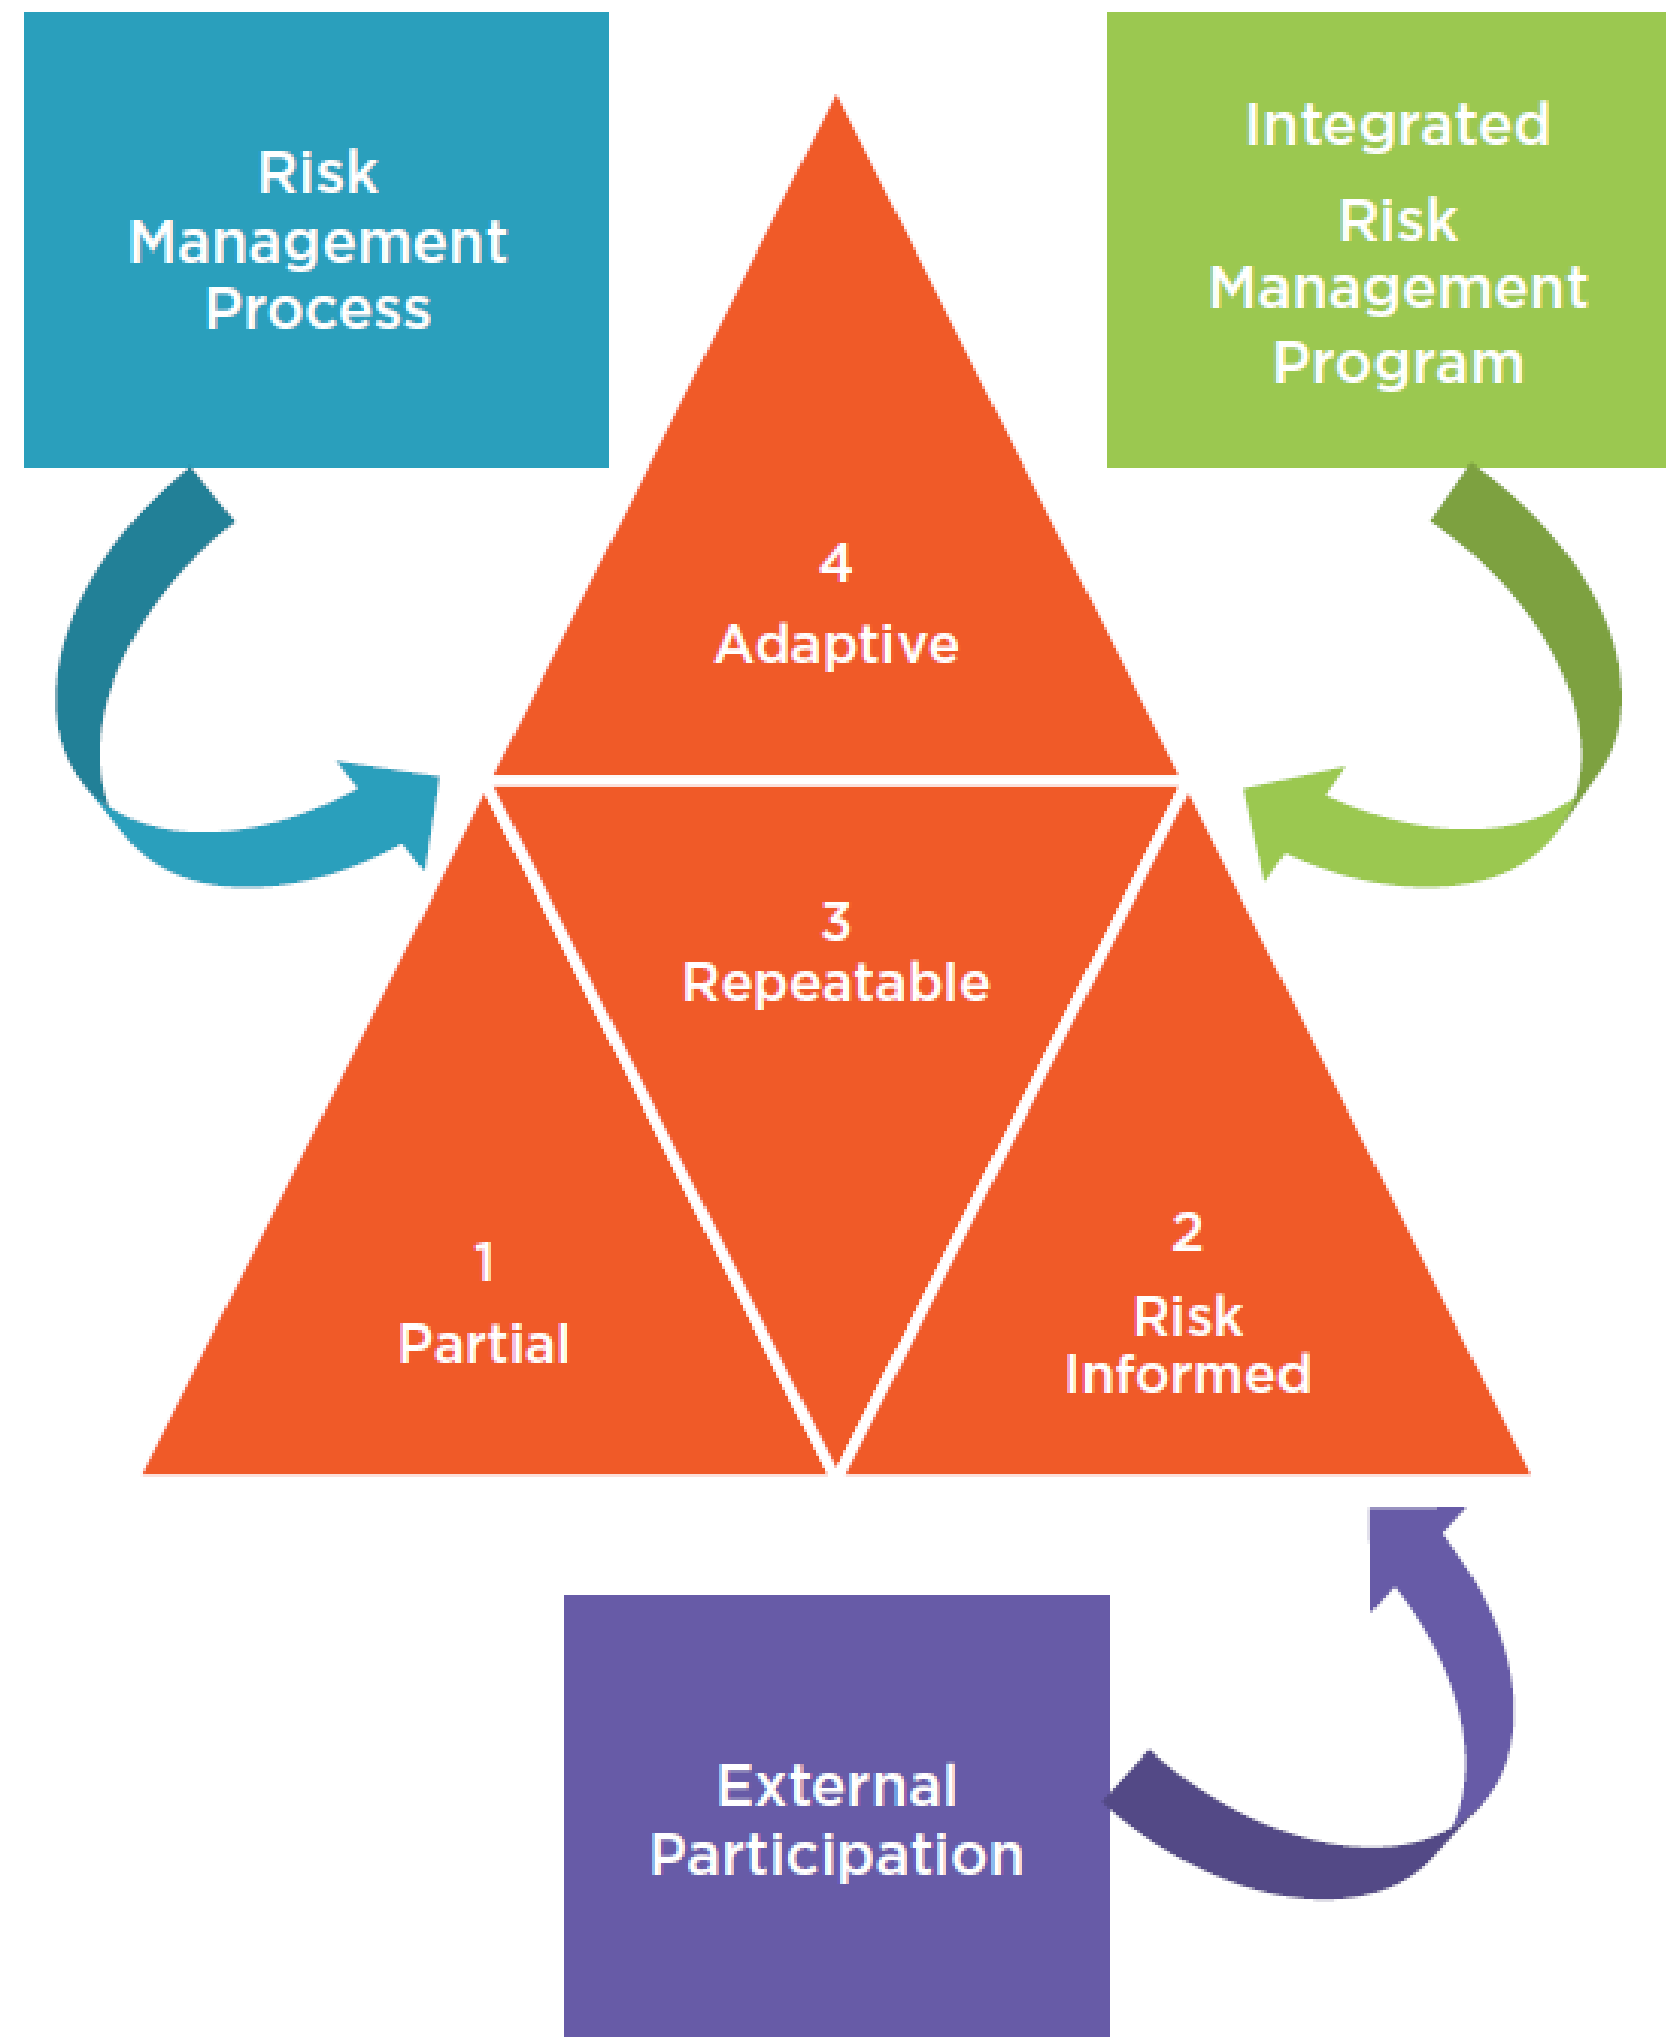 Risk
Management
Process
Integrated
Risk
Management
Program
4
Adaptive
3
Repeatable
1
Partial
2
Risk
Informed
External
Participation